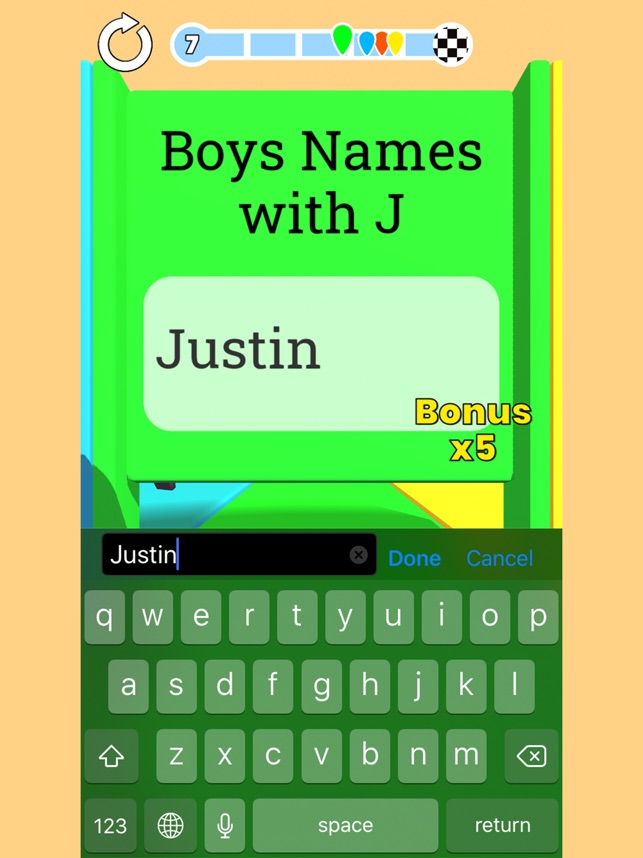 7
Boys Names
with J
Justin
Bonus
x5
Justin Done Cancel
q w e r t y u i o p
a s d f g h j k l
z x c v b n m
123 space return